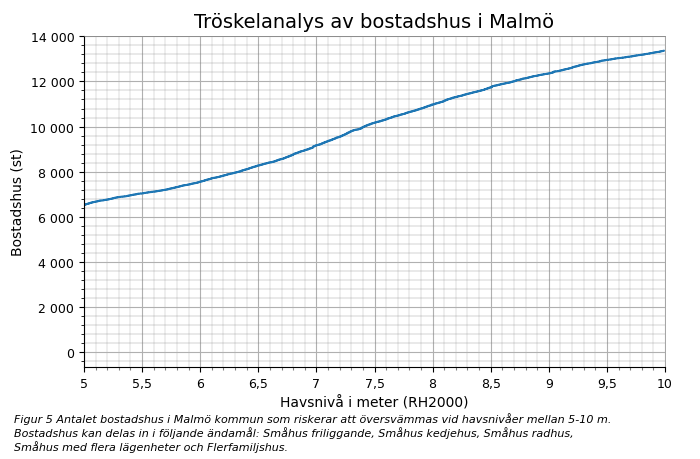 Tröskelanalys av bostadshus i Malmö
14 000
12 000
10 000
8 000
6 000
4 000
2 000
0
Bostadshus (st)
5 5,5 6 6,5 7 7,5 8 8,5 9 9,5 10
Havsnivå i meter (RH2000)
Figur 5 Antalet bostadshus i Malmö kommun som riskerar att översvämmas vid havsnivåer mellan 5-10 m.
Bostadshus kan delas in i följande ändamål: Småhus friliggande, Småhus kedjehus, Småhus radhus,
Småhus med flera lägenheter och Flerfamiljshus.